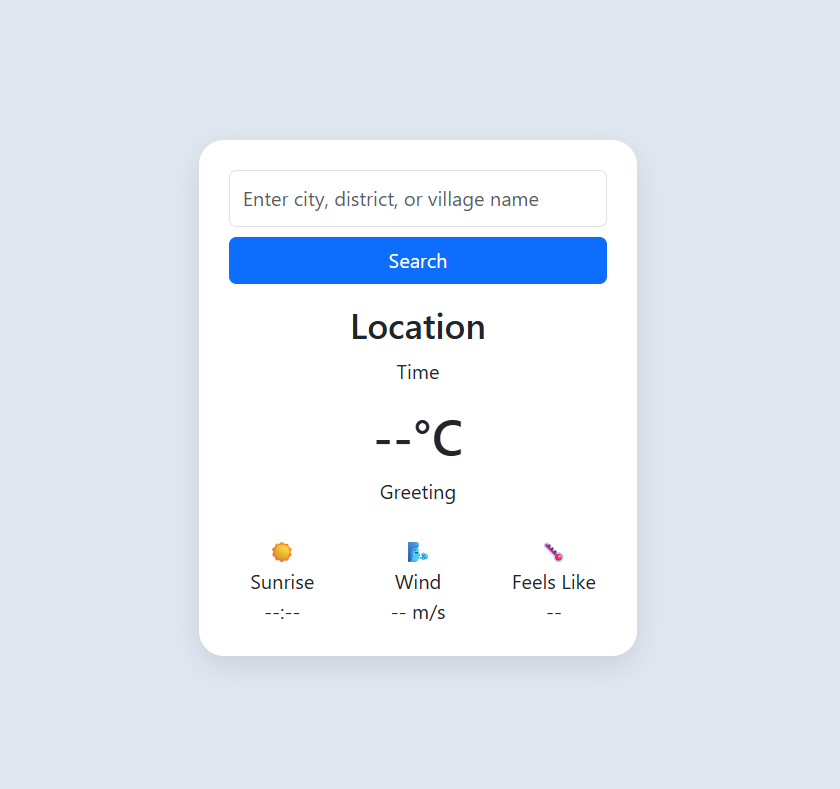 Enter city, district, or village name
Search
Location
Time
--°C
Greeting
Sunrise Wind Feels Like
--:-- -- m/s --